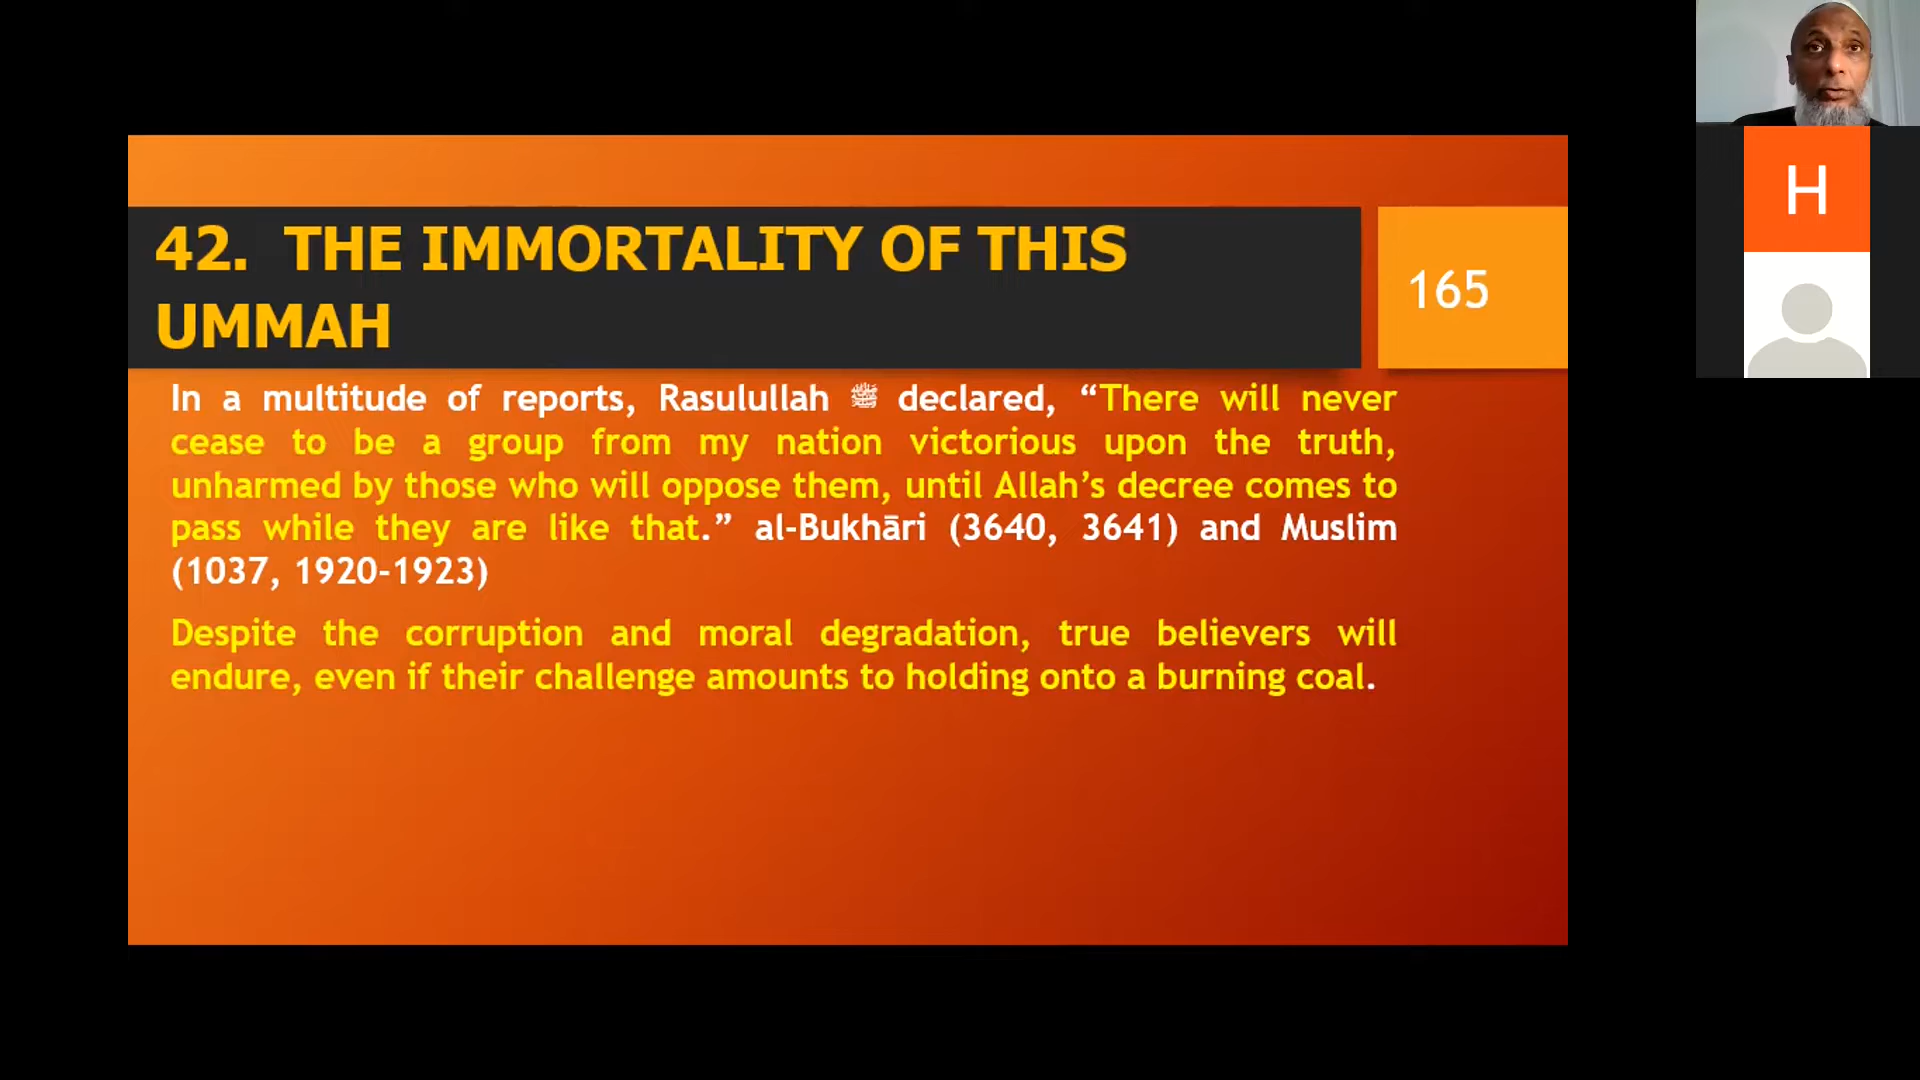 42. THE IMMORTALITY OF THIS
UMMAH
165
In a multitude of reports, Rasulullah ﷺ declared, “There will never
cease to be a group from my nation victorious upon the truth,
unharmed by those who will oppose them, until Allah’s decree comes to
pass while they are like that.” al-Bukhāri (3640, 3641) and Muslim
(1037, 1920-1923)
Despite the corruption and moral degradation, true believers will
endure, even if their challenge amounts to holding onto a burning coal.
H